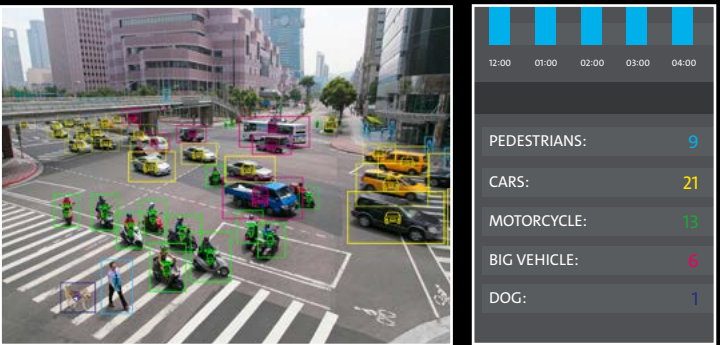 12:00 01:00 02:00 03:00 04:00
PEDESTRIANS: 9
CARS: 21
MOTORCYCLE: 13
BIG VEHICLE: 6
DOG: 1